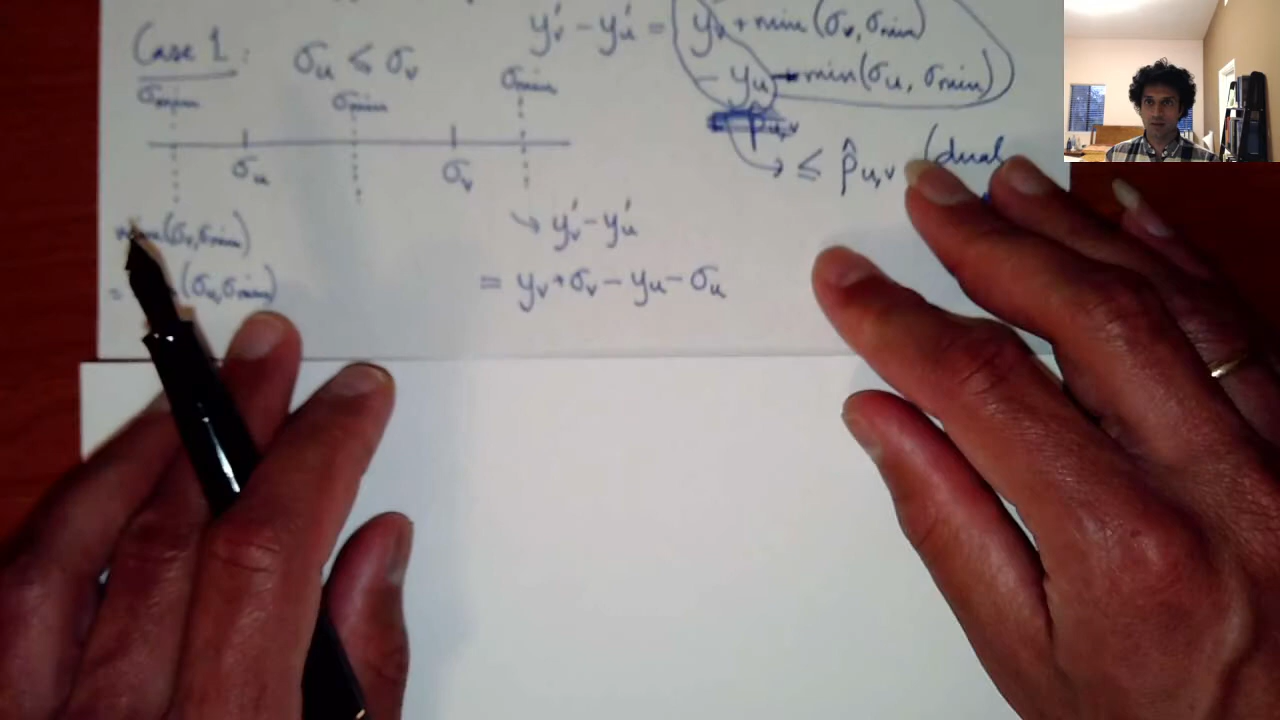 Case 1: σu ≤ σv
y'v - y'u = yv + min(σv, σmin)
- yu - min(σu, σmin)
σmin σmin σmin
σu σv
pu,v
≤ p̂u,v (dual
→ y'v - y'u
(σv, σmin)
= (σu, σmin)
= yv + σv - yu - σu